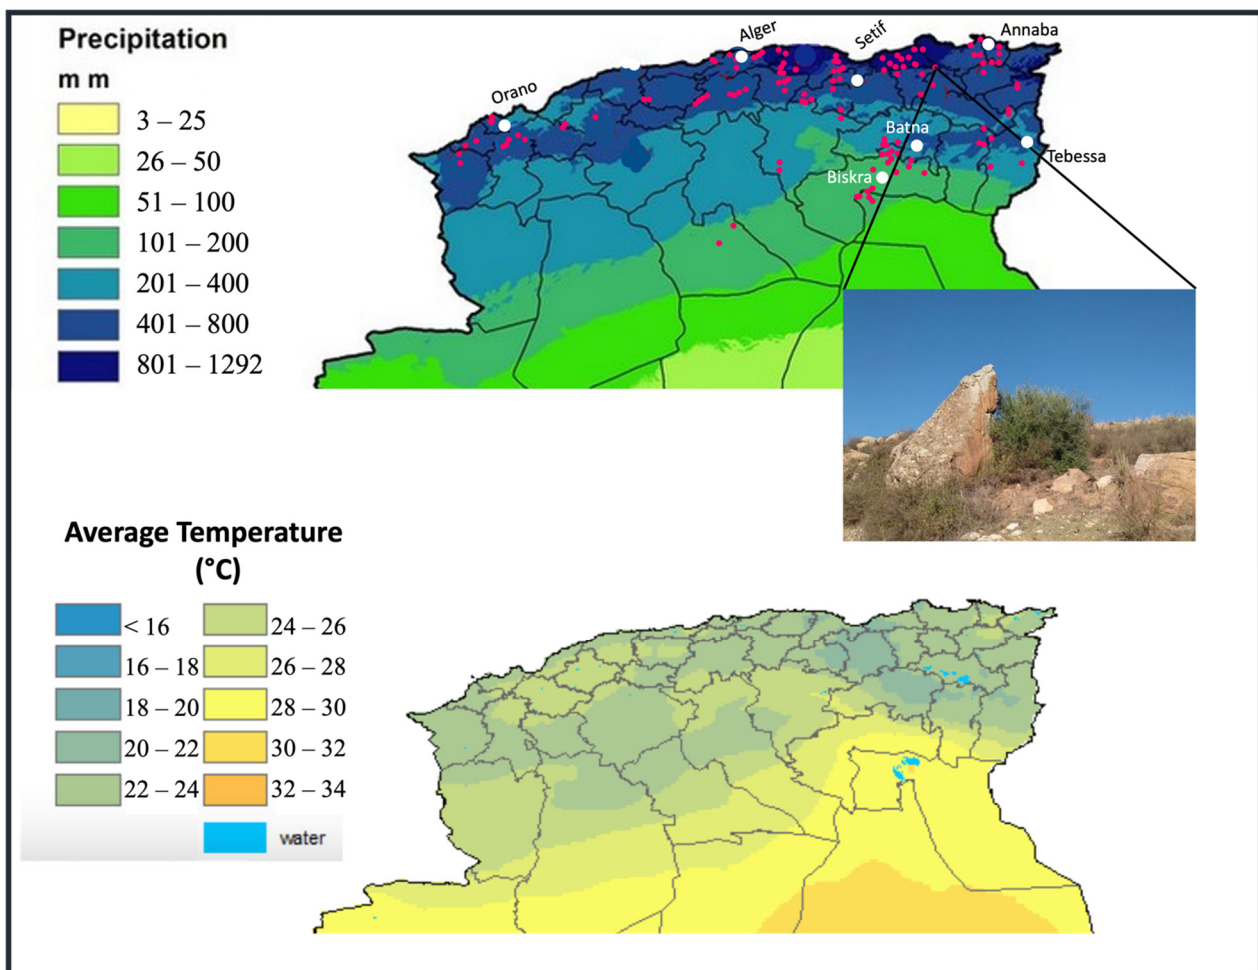 Precipitation
m m
3 – 25
26 – 50
51 – 100
101 – 200
201 – 400
401 – 800
801 – 1292
Orano
Alger
Setif
Annaba
Batna
Tebessa
Biskra
Average Temperature
(°C)
< 16
24 – 26
16 – 18
26 – 28
18 – 20
28 – 30
20 – 22
30 – 32
22 – 24
32 – 34
water